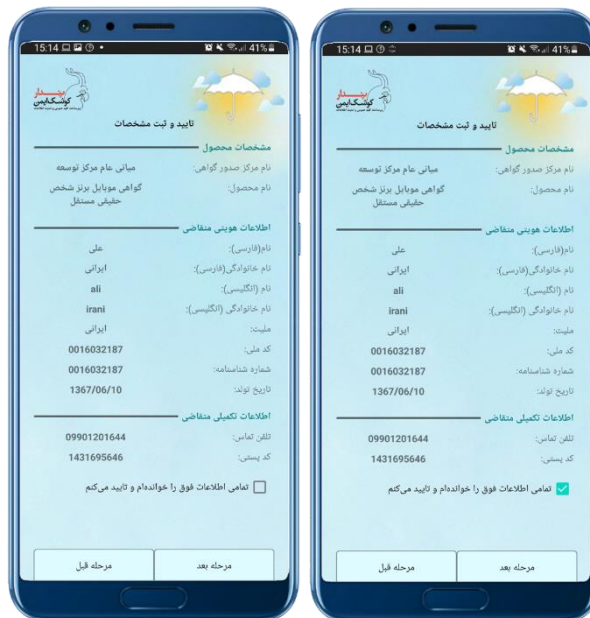 15:14
41%
پندار
کوشک‌ایمن
تایید و ثبت مشخصات
مشخصات محصول
نام مرکز صدور گواهی: میانی عام مرکز توسعه
نام محصول: گواهی موبایل برنز شخص
حقیقی مستقل
اطلاعات هویتی متقاضی
نام(فارسی): علی
نام خانوادگی(فارسی): ایرانی
نام (انگلیسی): ali
نام خانوادگی (انگلیسی): irani
ملیت: ایرانی
کد ملی: 0016032187
شماره شناسنامه: 0016032187
تاریخ تولد: 1367/06/10
اطلاعات تکمیلی متقاضی
تلفن تماس: 09901201644
کد پستی: 1431695646
تمامی اطلاعات فوق را خوانده‌ام و تایید می‌کنم
مرحله بعد
مرحله قبل
15:14
41%
پندار
کوشک‌ایمن
تایید و ثبت مشخصات
مشخصات محصول
نام مرکز صدور گواهی: میانی عام مرکز توسعه
نام محصول: گواهی موبایل برنز شخص
حقیقی مستقل
اطلاعات هویتی متقاضی
نام(فارسی): علی
نام خانوادگی(فارسی): ایرانی
نام (انگلیسی): ali
نام خانوادگی (انگلیسی): irani
ملیت: ایرانی
کد ملی: 0016032187
شماره شناسنامه: 0016032187
تاریخ تولد: 1367/06/10
اطلاعات تکمیلی متقاضی
تلفن تماس: 09901201644
کد پستی: 1431695646
تمامی اطلاعات فوق را خوانده‌ام و تایید می‌کنم
مرحله بعد
مرحله قبل